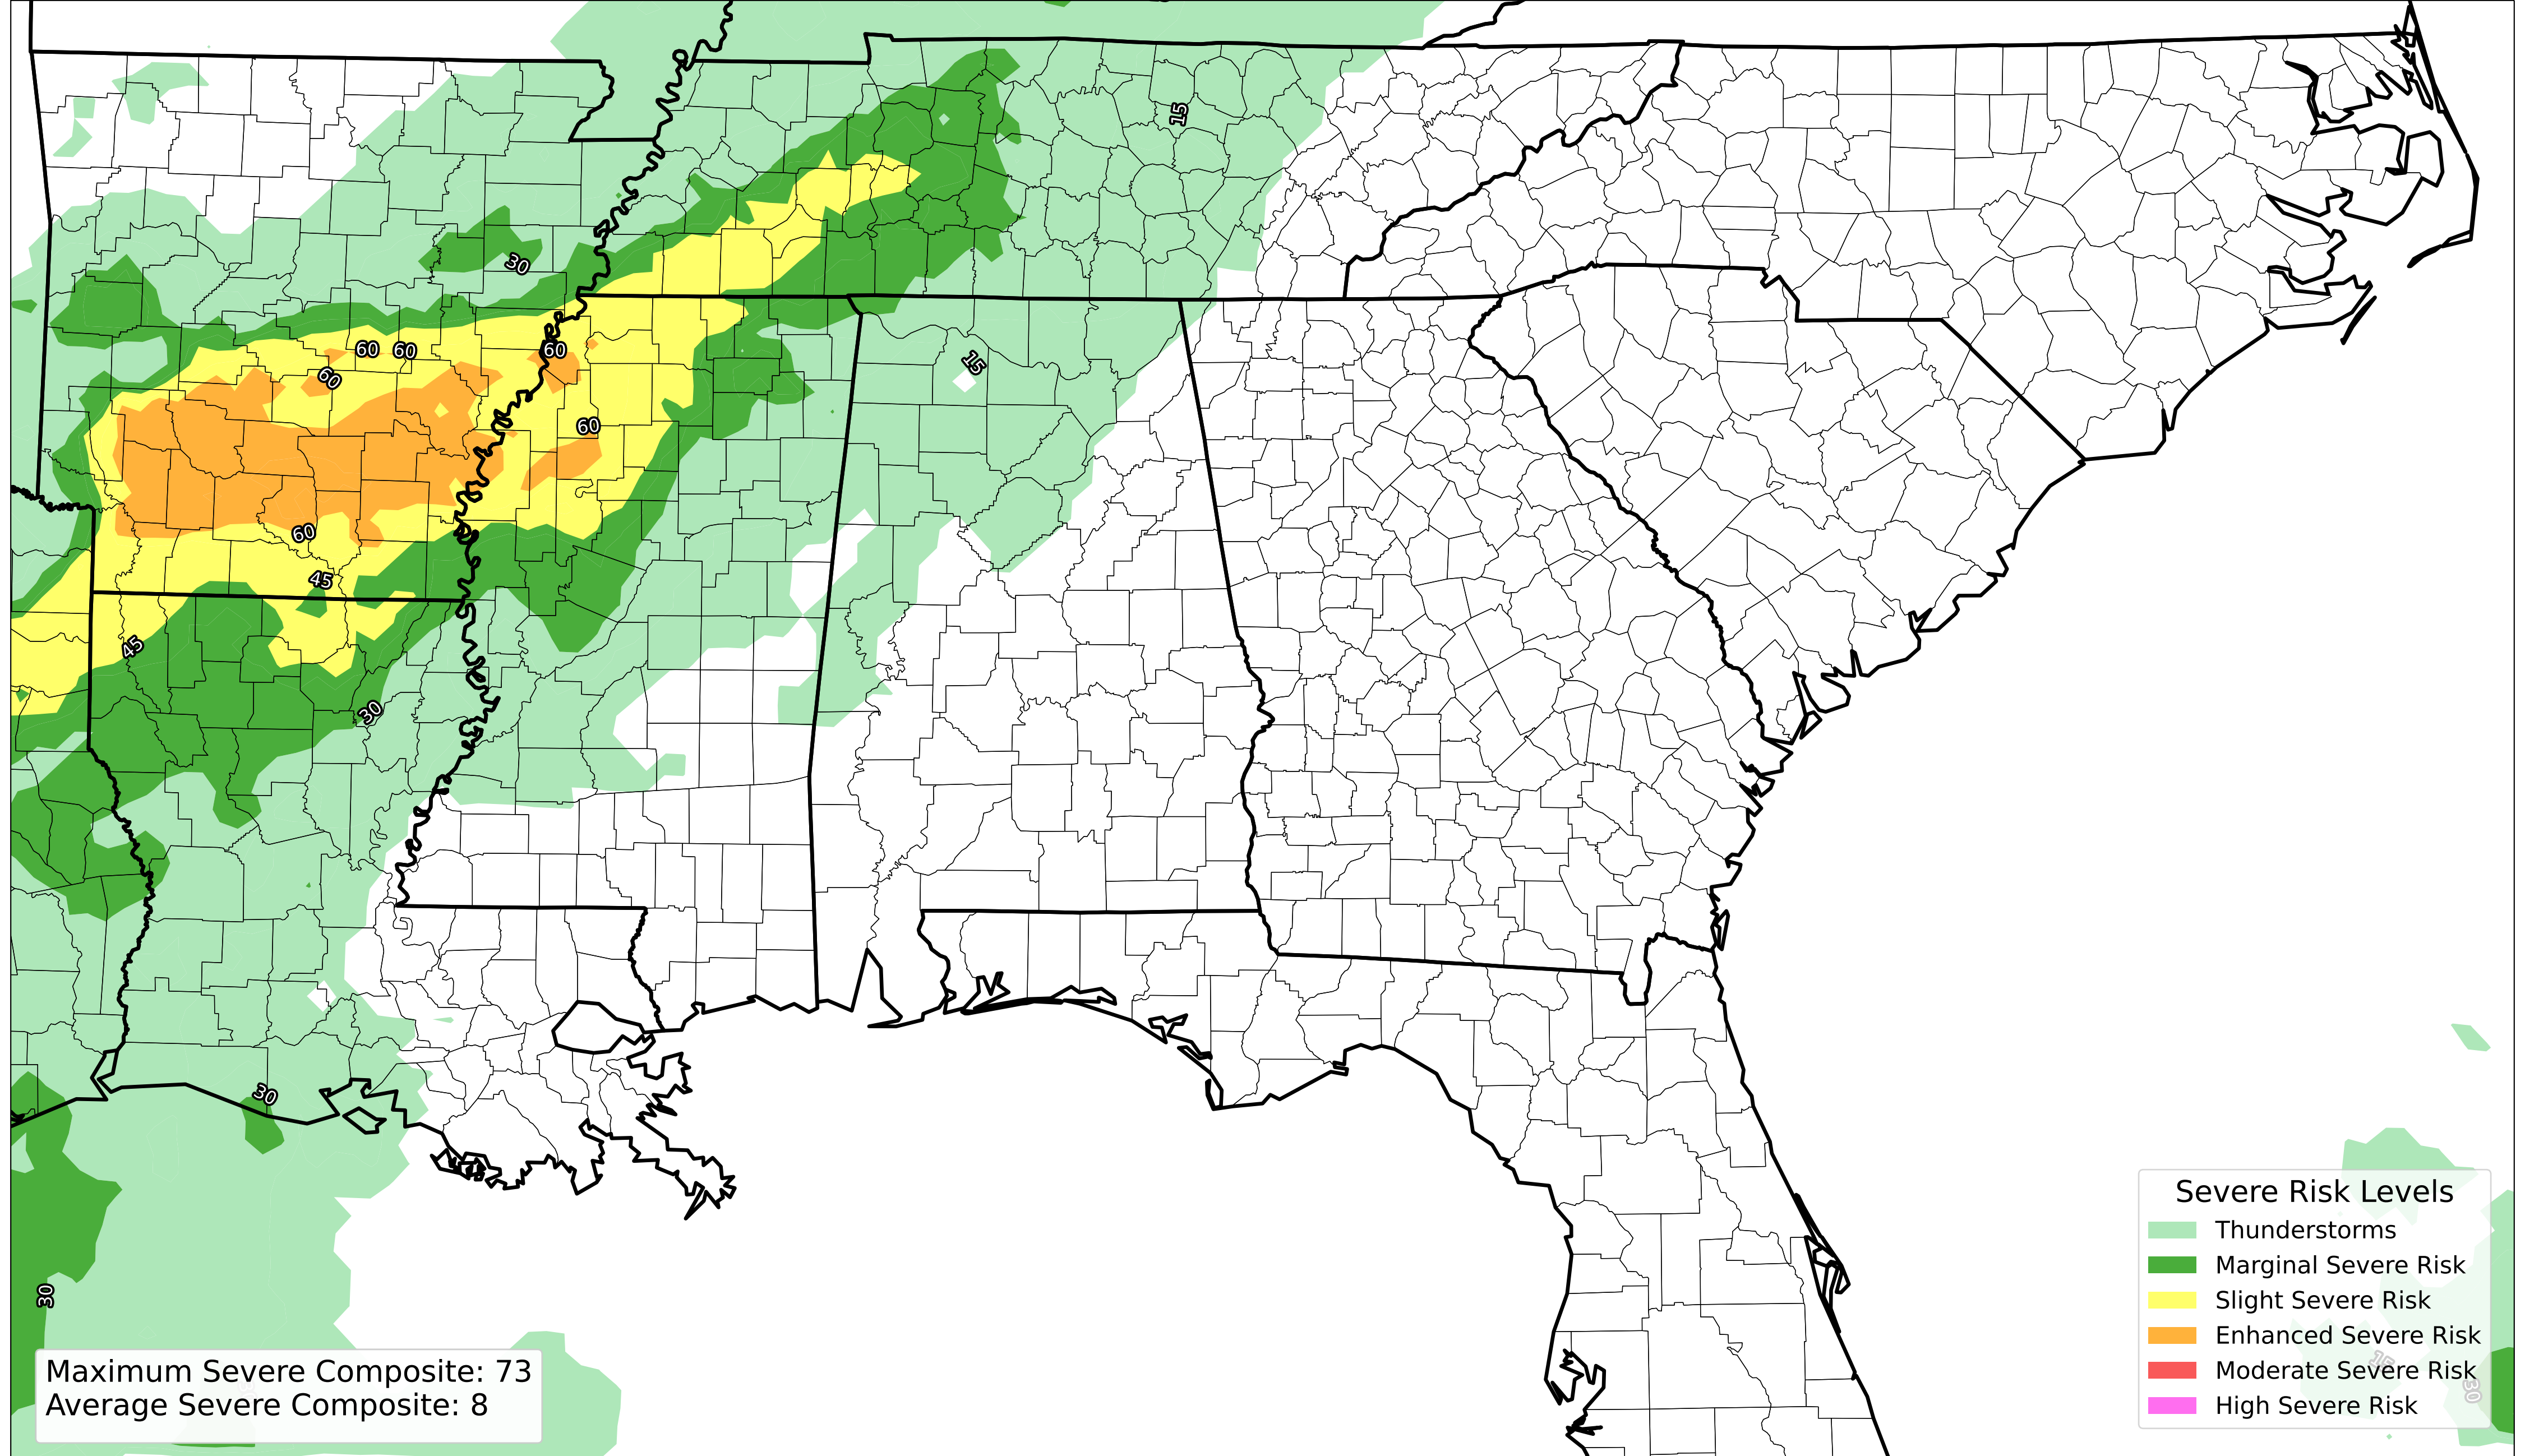 15
30
60
60
60
15
60
60
60
45
45
30
30
30
Severe Risk Levels
Thunderstorms
Marginal Severe Risk
Slight Severe Risk
Enhanced Severe Risk
Moderate Severe Risk
High Severe Risk
15
30
Maximum Severe Composite: 73
Average Severe Composite: 8